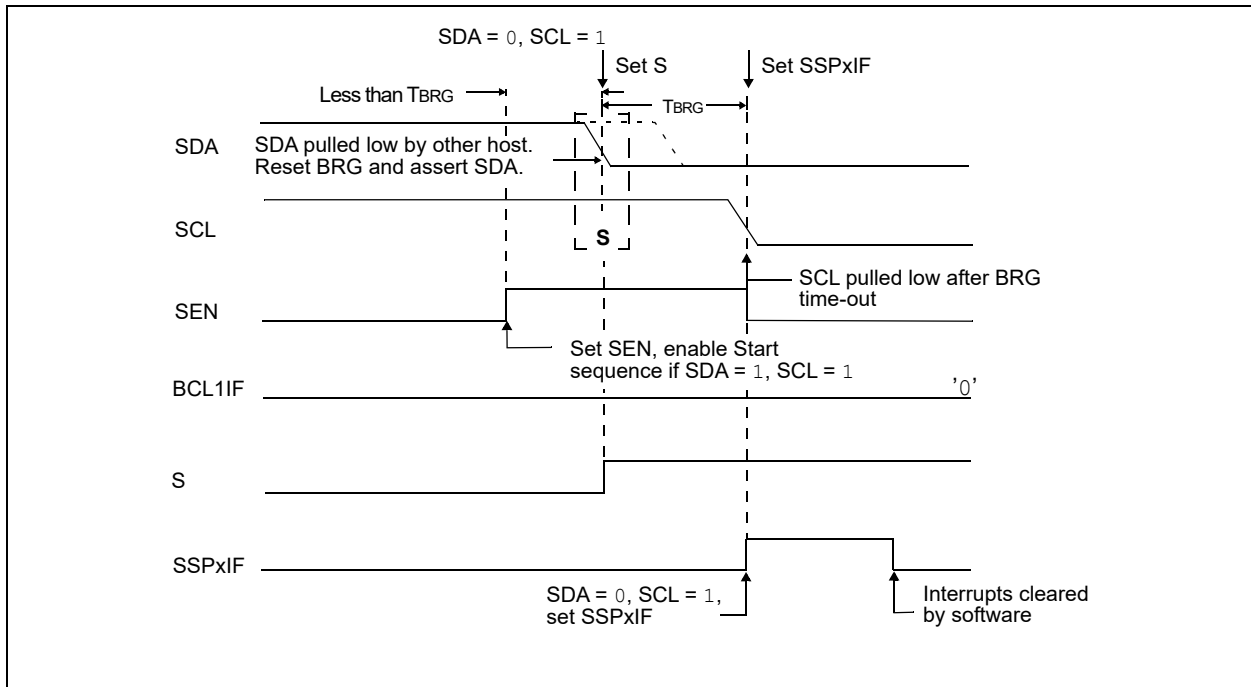 SDA = 0, SCL = 1
Set S
Set SSPxIF
Less than TBRG
TBRG
SDA
SDA pulled low by other host.
Reset BRG and assert SDA.
SCL
S
SCL pulled low after BRG
time-out
SEN
Set SEN, enable Start
sequence if SDA = 1, SCL = 1
BCL1IF
'0'
S
SSPxIF
SDA = 0, SCL = 1,
set SSPxIF
Interrupts cleared
by software